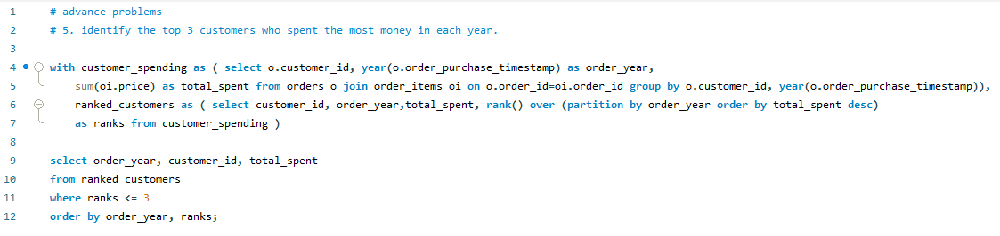 1 # advance problems
2 # 5. identify the top 3 customers who spent the most money in each year.
3
4 with customer_spending as ( select o.customer_id, year(o.order_purchase_timestamp) as order_year,
5 sum(oi.price) as total_spent from orders o join order_items oi on o.order_id=oi.order_id group by o.customer_id, year(o.order_purchase_timestamp)),
6 ranked_customers as ( select customer_id, order_year,total_spent, rank() over (partition by order_year order by total_spent desc)
7 as ranks from customer_spending )
8
9 select order_year, customer_id, total_spent
10 from ranked_customers
11 where ranks <= 3
12 order by order_year, ranks;